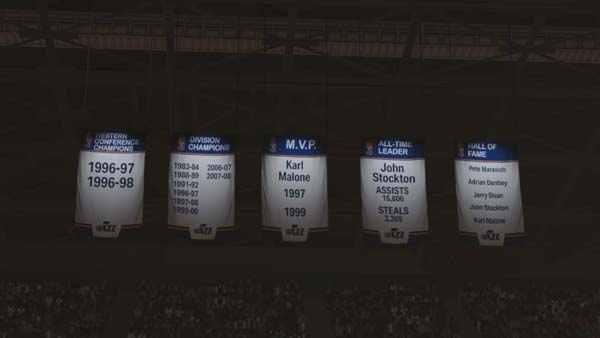 WESTERN
CONFERENCE
CHAMPIONS
1996-97
1996-98
JAZZ
DIVISION
CHAMPIONS
1983-84 2006-07
1988-89 2007-08
1991-92
1996-97
1997-98
1999-00
JAZZ
M.V.P.
Karl
Malone
1997
1999
JAZZ
ALL-TIME
LEADER
John
Stockton
ASSISTS
15,806
STEALS
3,265
JAZZ
HALL OF
FAME
Pete Maravich
Adrian Dantley
Jerry Sloan
John Stockton
Karl Malone
JAZZ